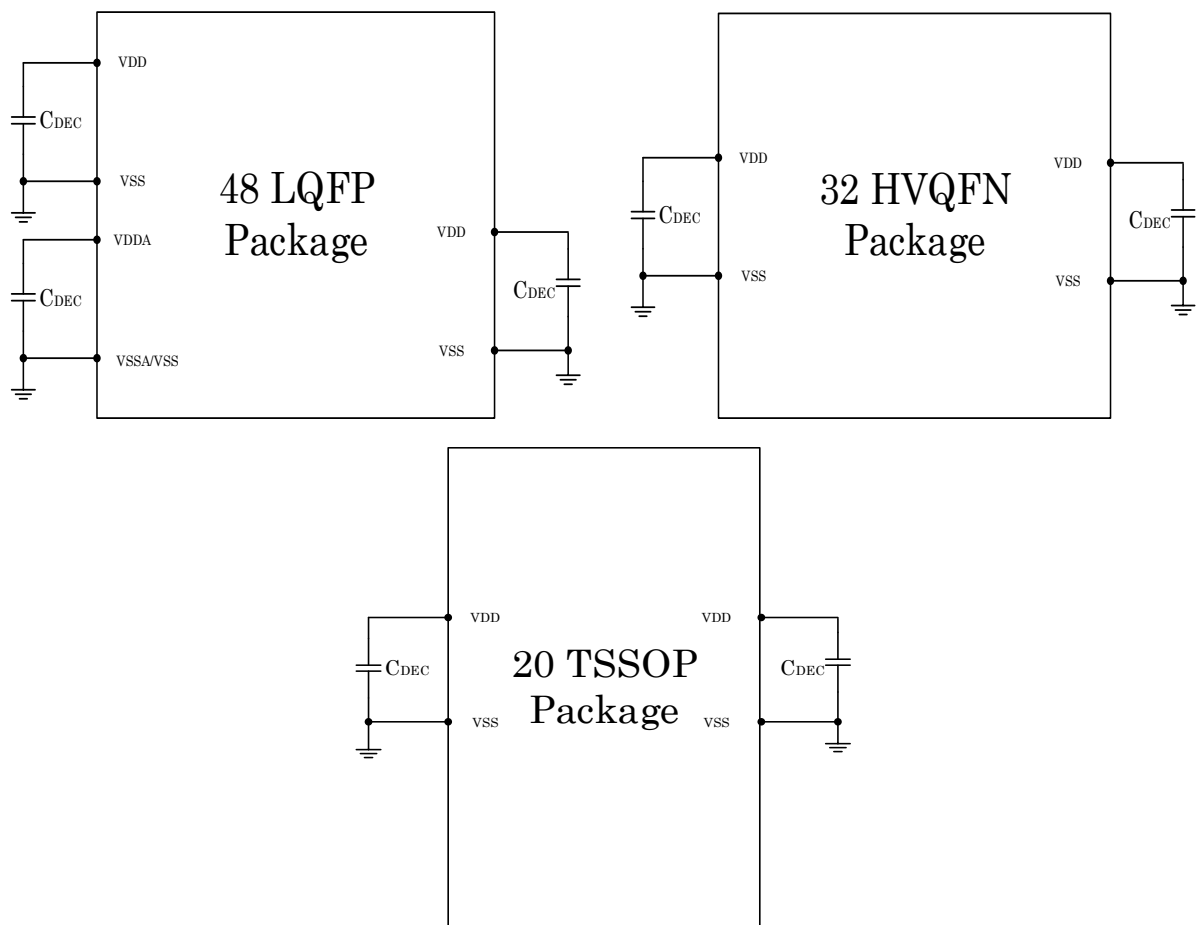 VDD
CDEC
VSS
VDDA
CDEC
VSSA/VSS
48 LQFP
Package
VDD
CDEC
VSS
VDD
CDEC
VSS
32 HVQFN
Package
VDD
CDEC
VSS
VDD
CDEC
VSS
20 TSSOP
Package
VDD
CDEC
VSS